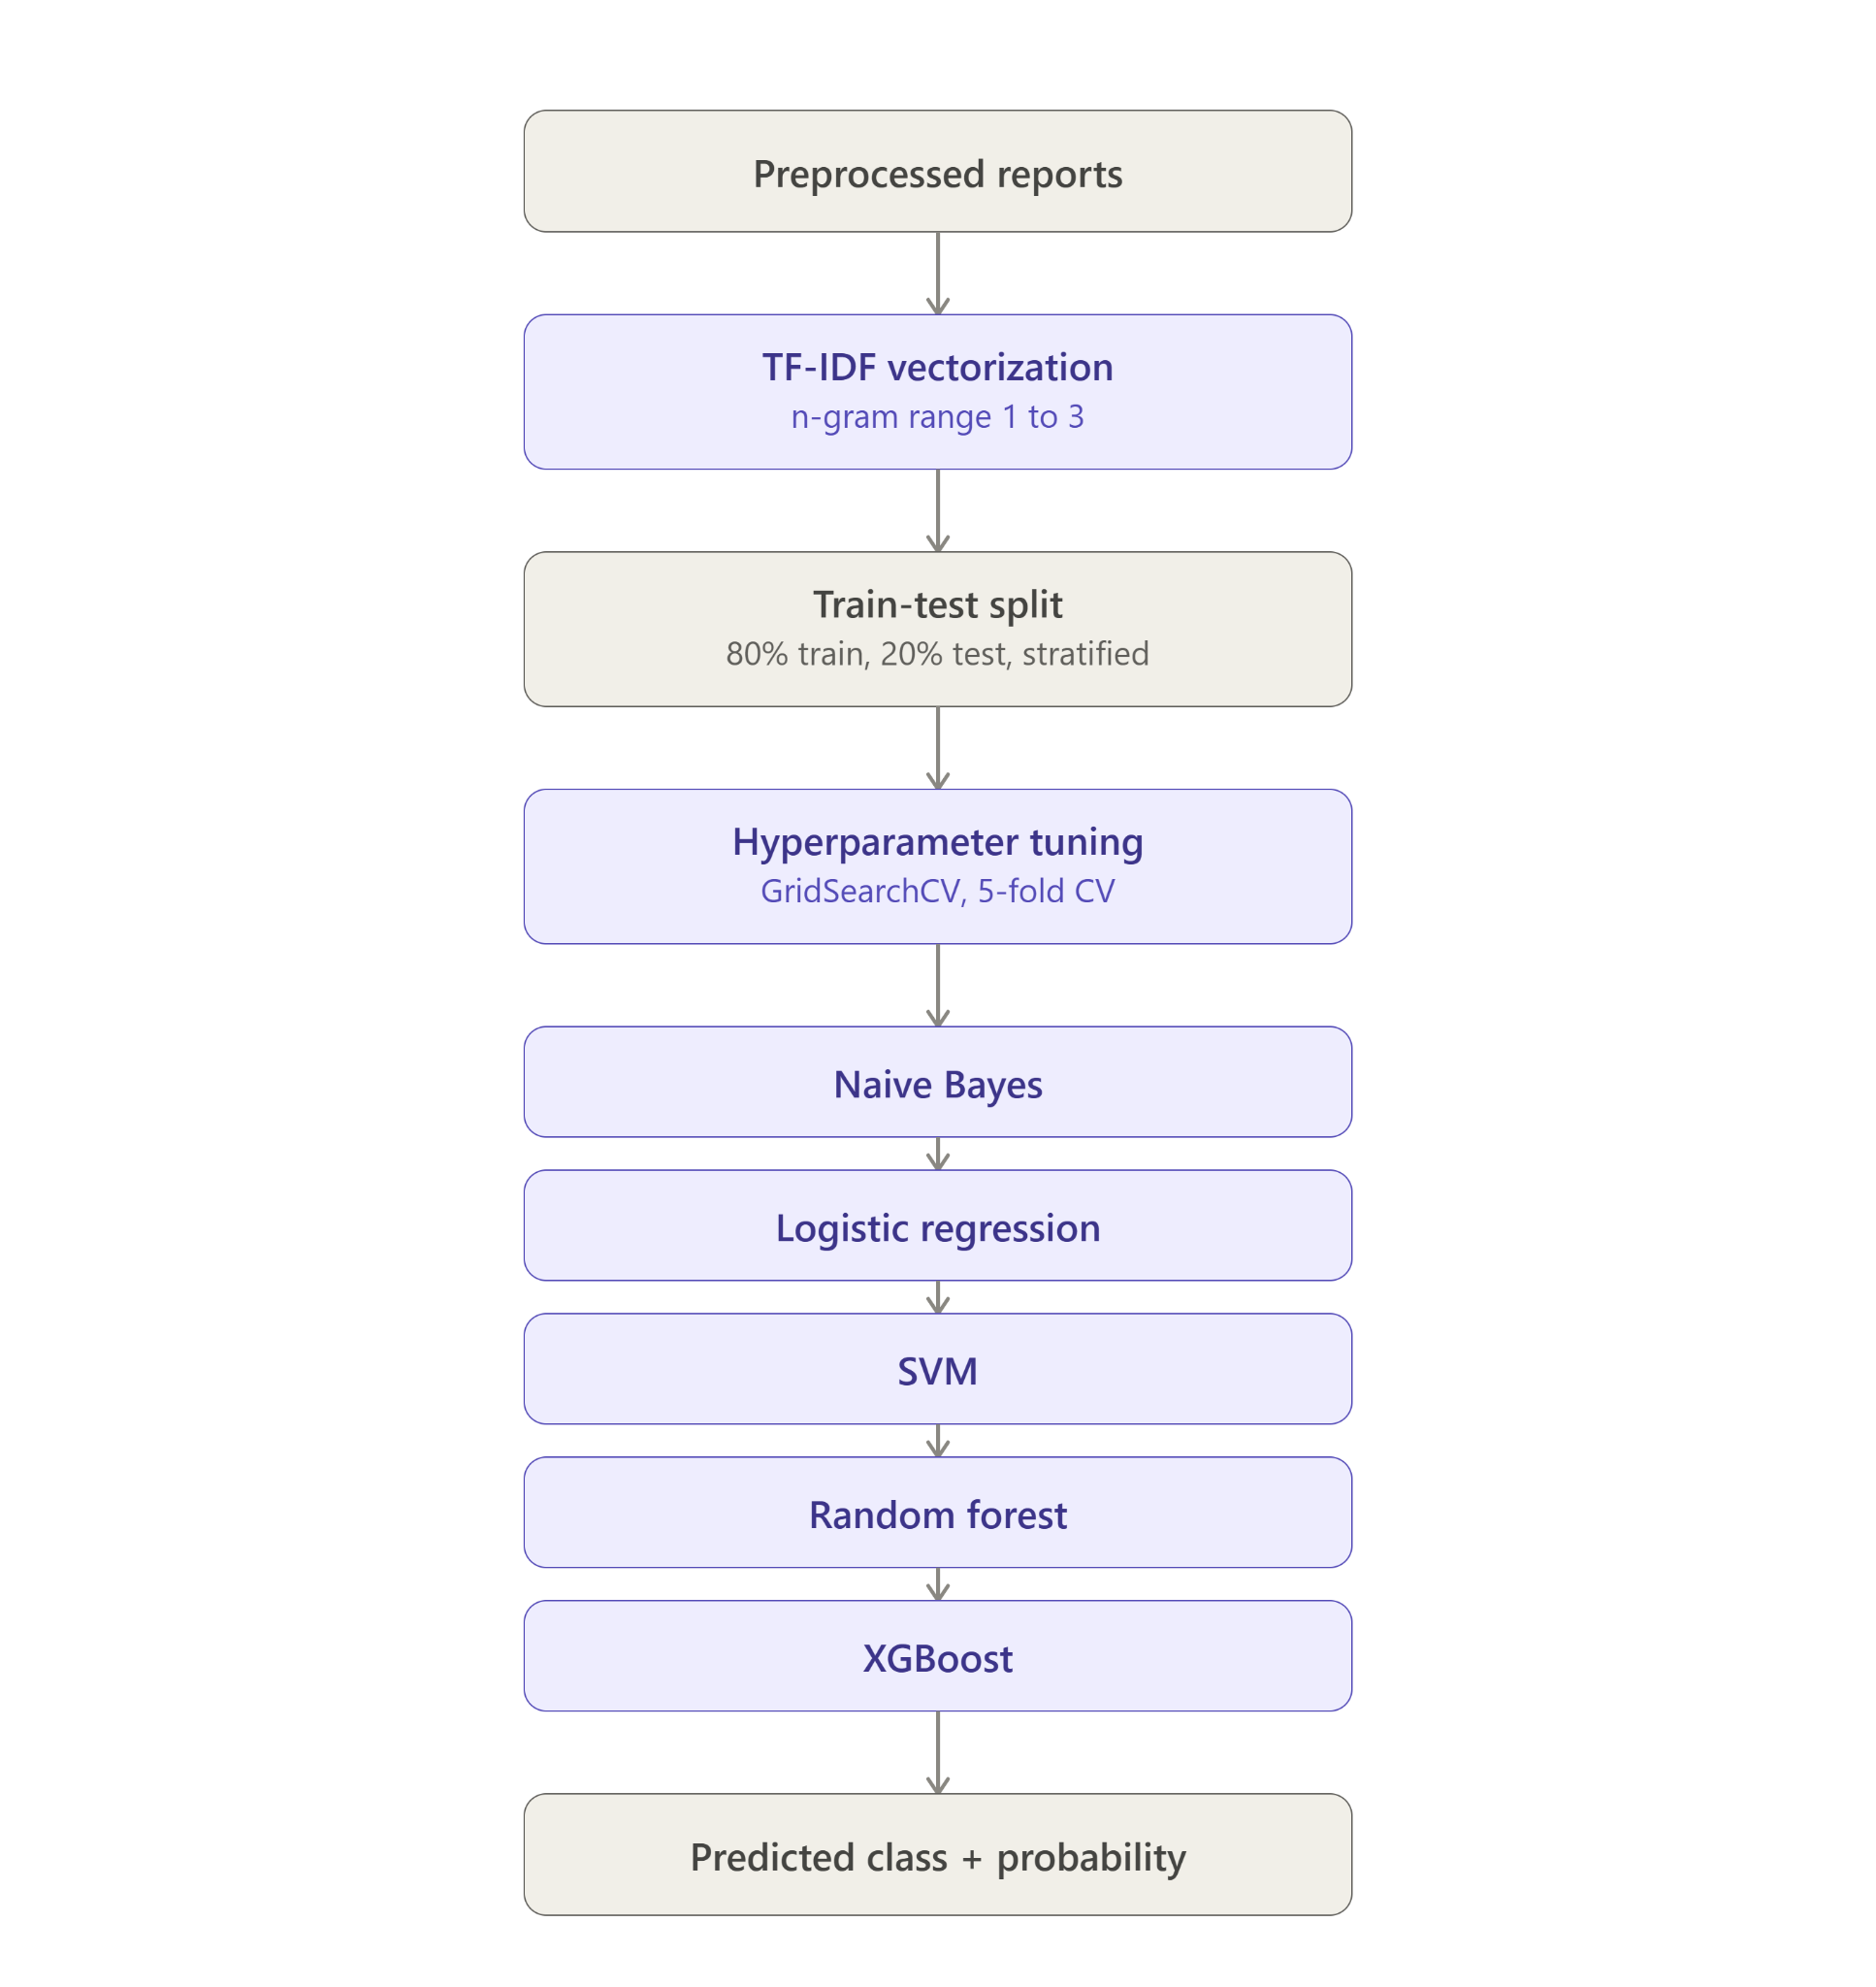 Preprocessed reports
TF-IDF vectorization
n-gram range 1 to 3
Train-test split
80% train, 20% test, stratified
Hyperparameter tuning
GridSearchCV, 5-fold CV
Naive Bayes
Logistic regression
SVM
Random forest
XGBoost
Predicted class + probability